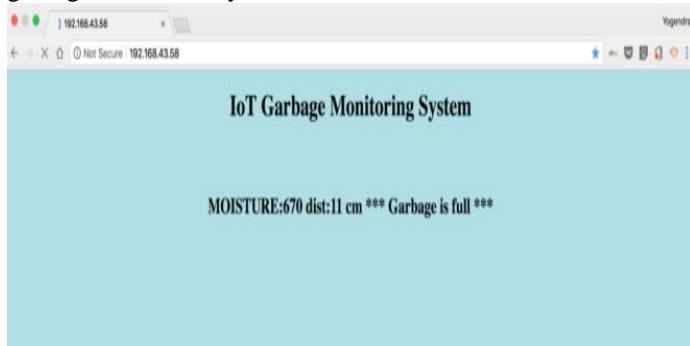 192.168.43.58
Yogendra
Not Secure 192.168.43.58
IoT Garbage Monitoring System
MOISTURE:670 dist:11 cm *** Garbage is full ***